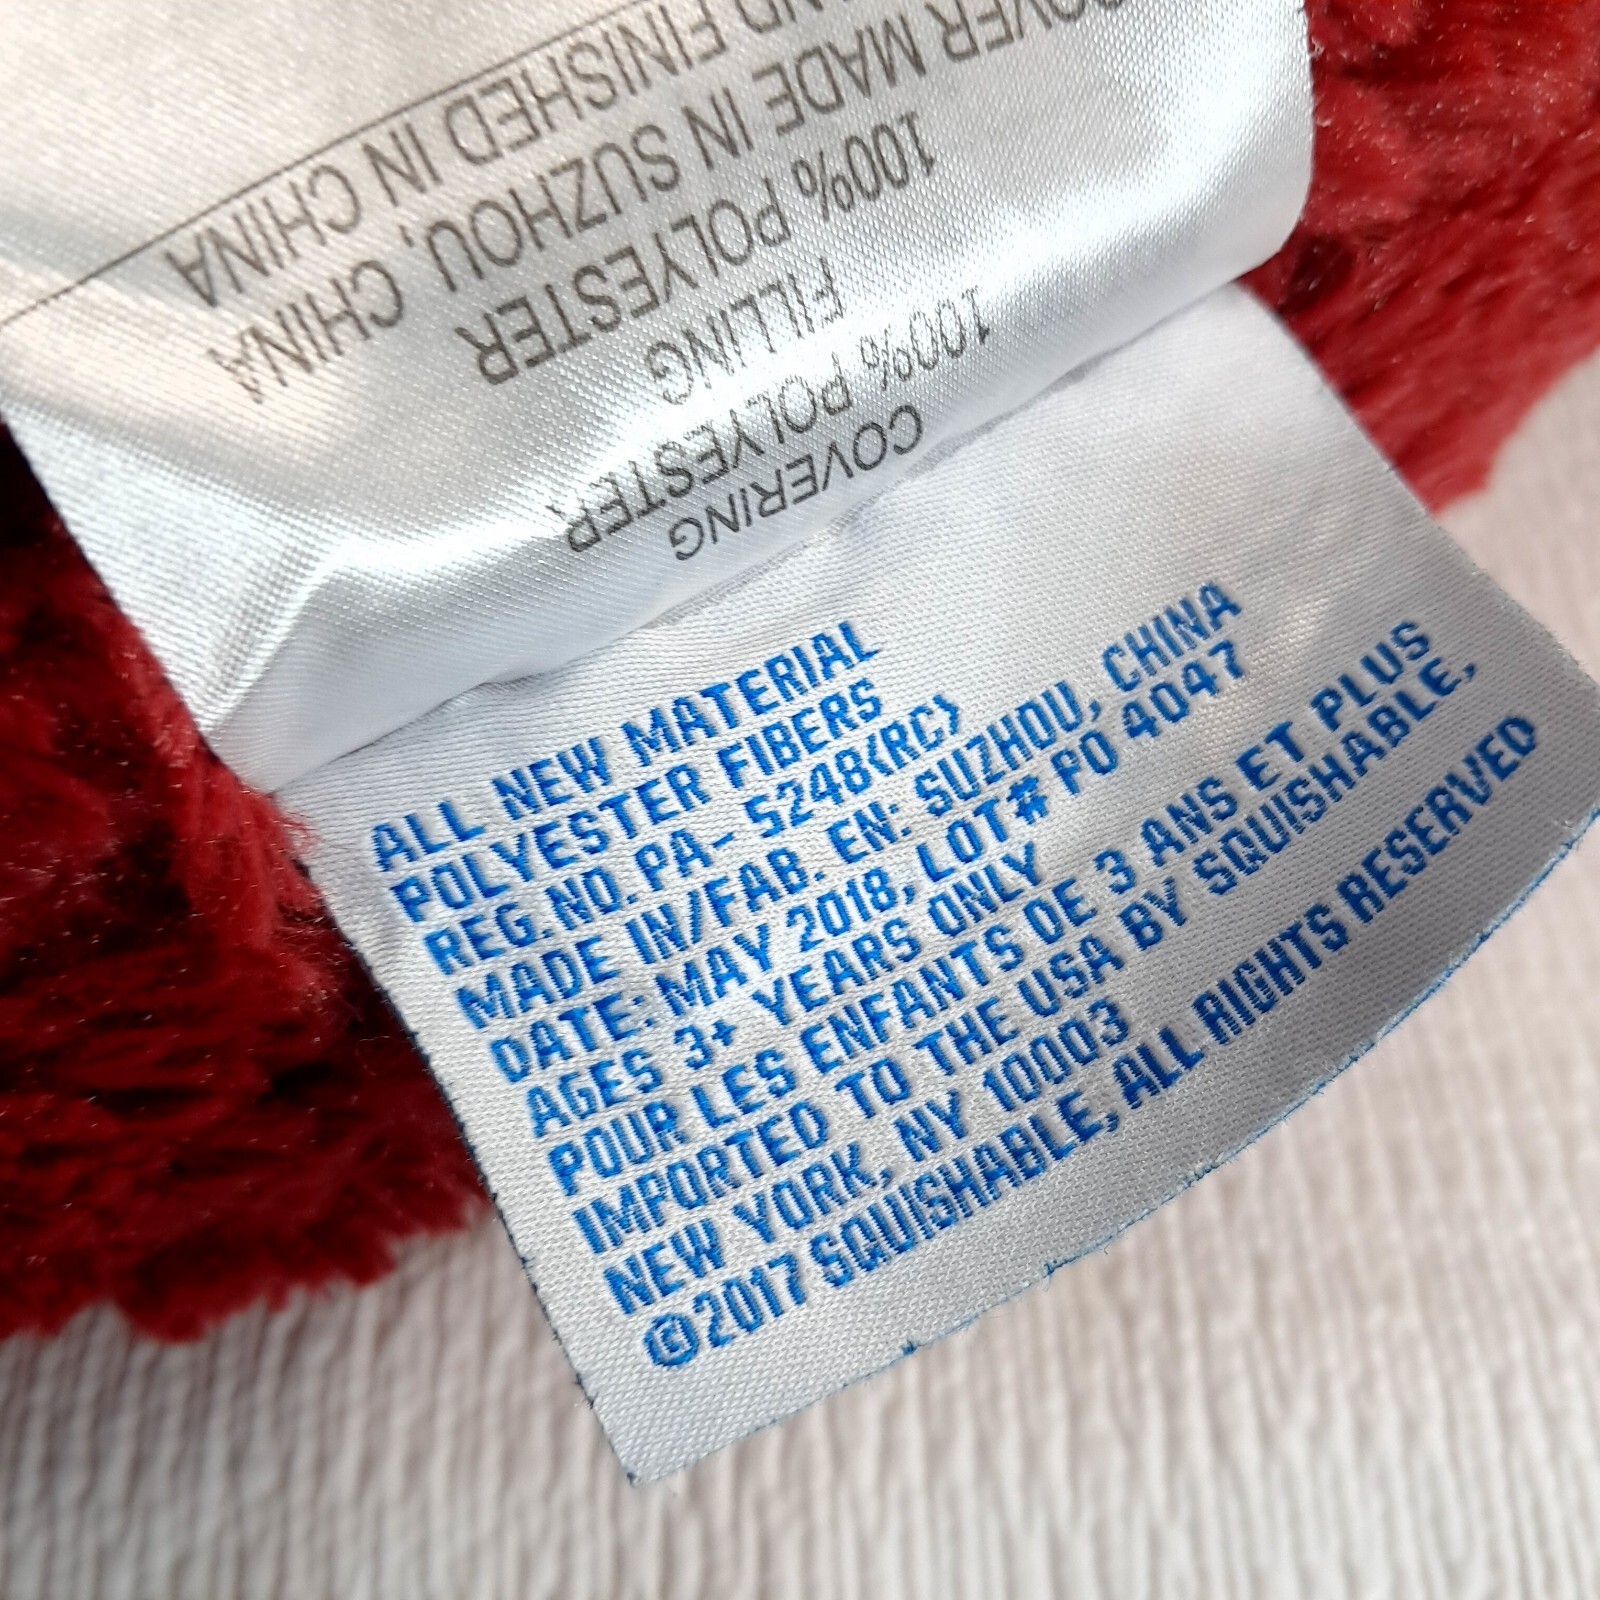 COVERING
100% POLYESTER
FILLING
100% POLYESTER
COVER MADE IN SUZHOU, CHINA
AND FINISHED IN CHINA
ALL NEW MATERIAL
POLYESTER FIBERS
REG. NO. PA- 5248(RC)
MADE IN/FAB. EN: SUZHOU, CHINA
DATE: MAY 2018, LOT# PO 4047
AGES 3+ YEARS ONLY
POUR LES ENFANTS DE 3 ANS ET PLUS
IMPORTED TO THE USA BY SQUISHABLE,
NEW YORK, NY 10003
©2017 SQUISHABLE, ALL RIGHTS RESERVED